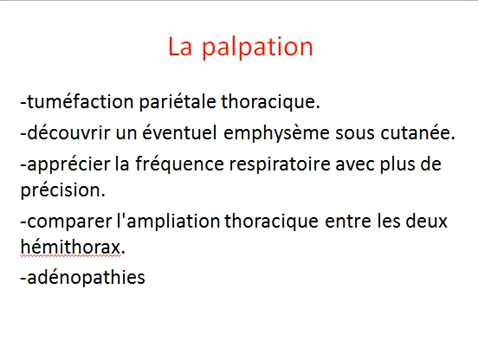 La palpation
-tuméfaction pariétale thoracique.
-découvrir un éventuel emphysème sous cutanée.
-apprécier la fréquence respiratoire avec plus de
précision.
-comparer l'ampliation thoracique entre les deux
hémithorax.
-adénopathies